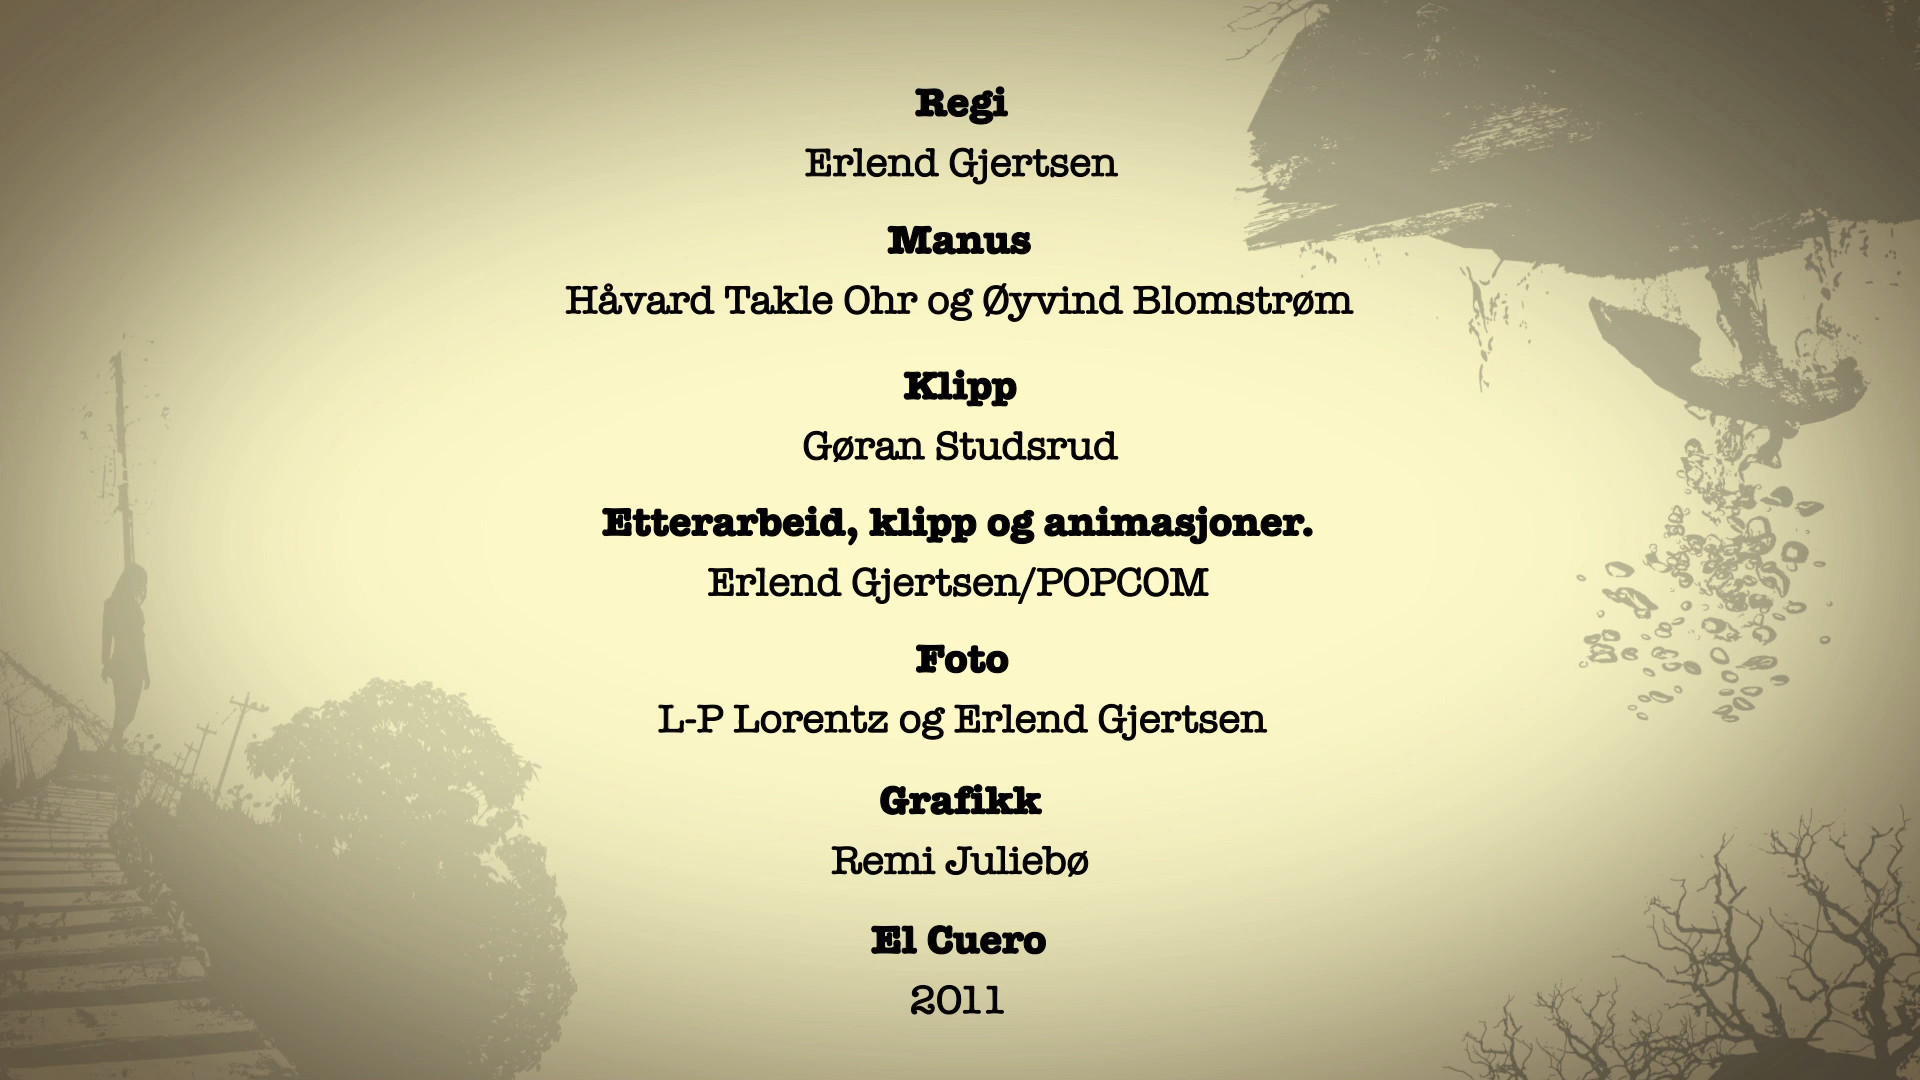 Regi
Erlend Gjertsen
Manus
Håvard Takle Ohr og Øyvind Blomstrøm
Klipp
Gøran Studsrud
Etterarbeid, klipp og animasjoner.
Erlend Gjertsen/POPCOM
Foto
L-P Lorentz og Erlend Gjertsen
Grafikk
Remi Juliebø
El Cuero
2011